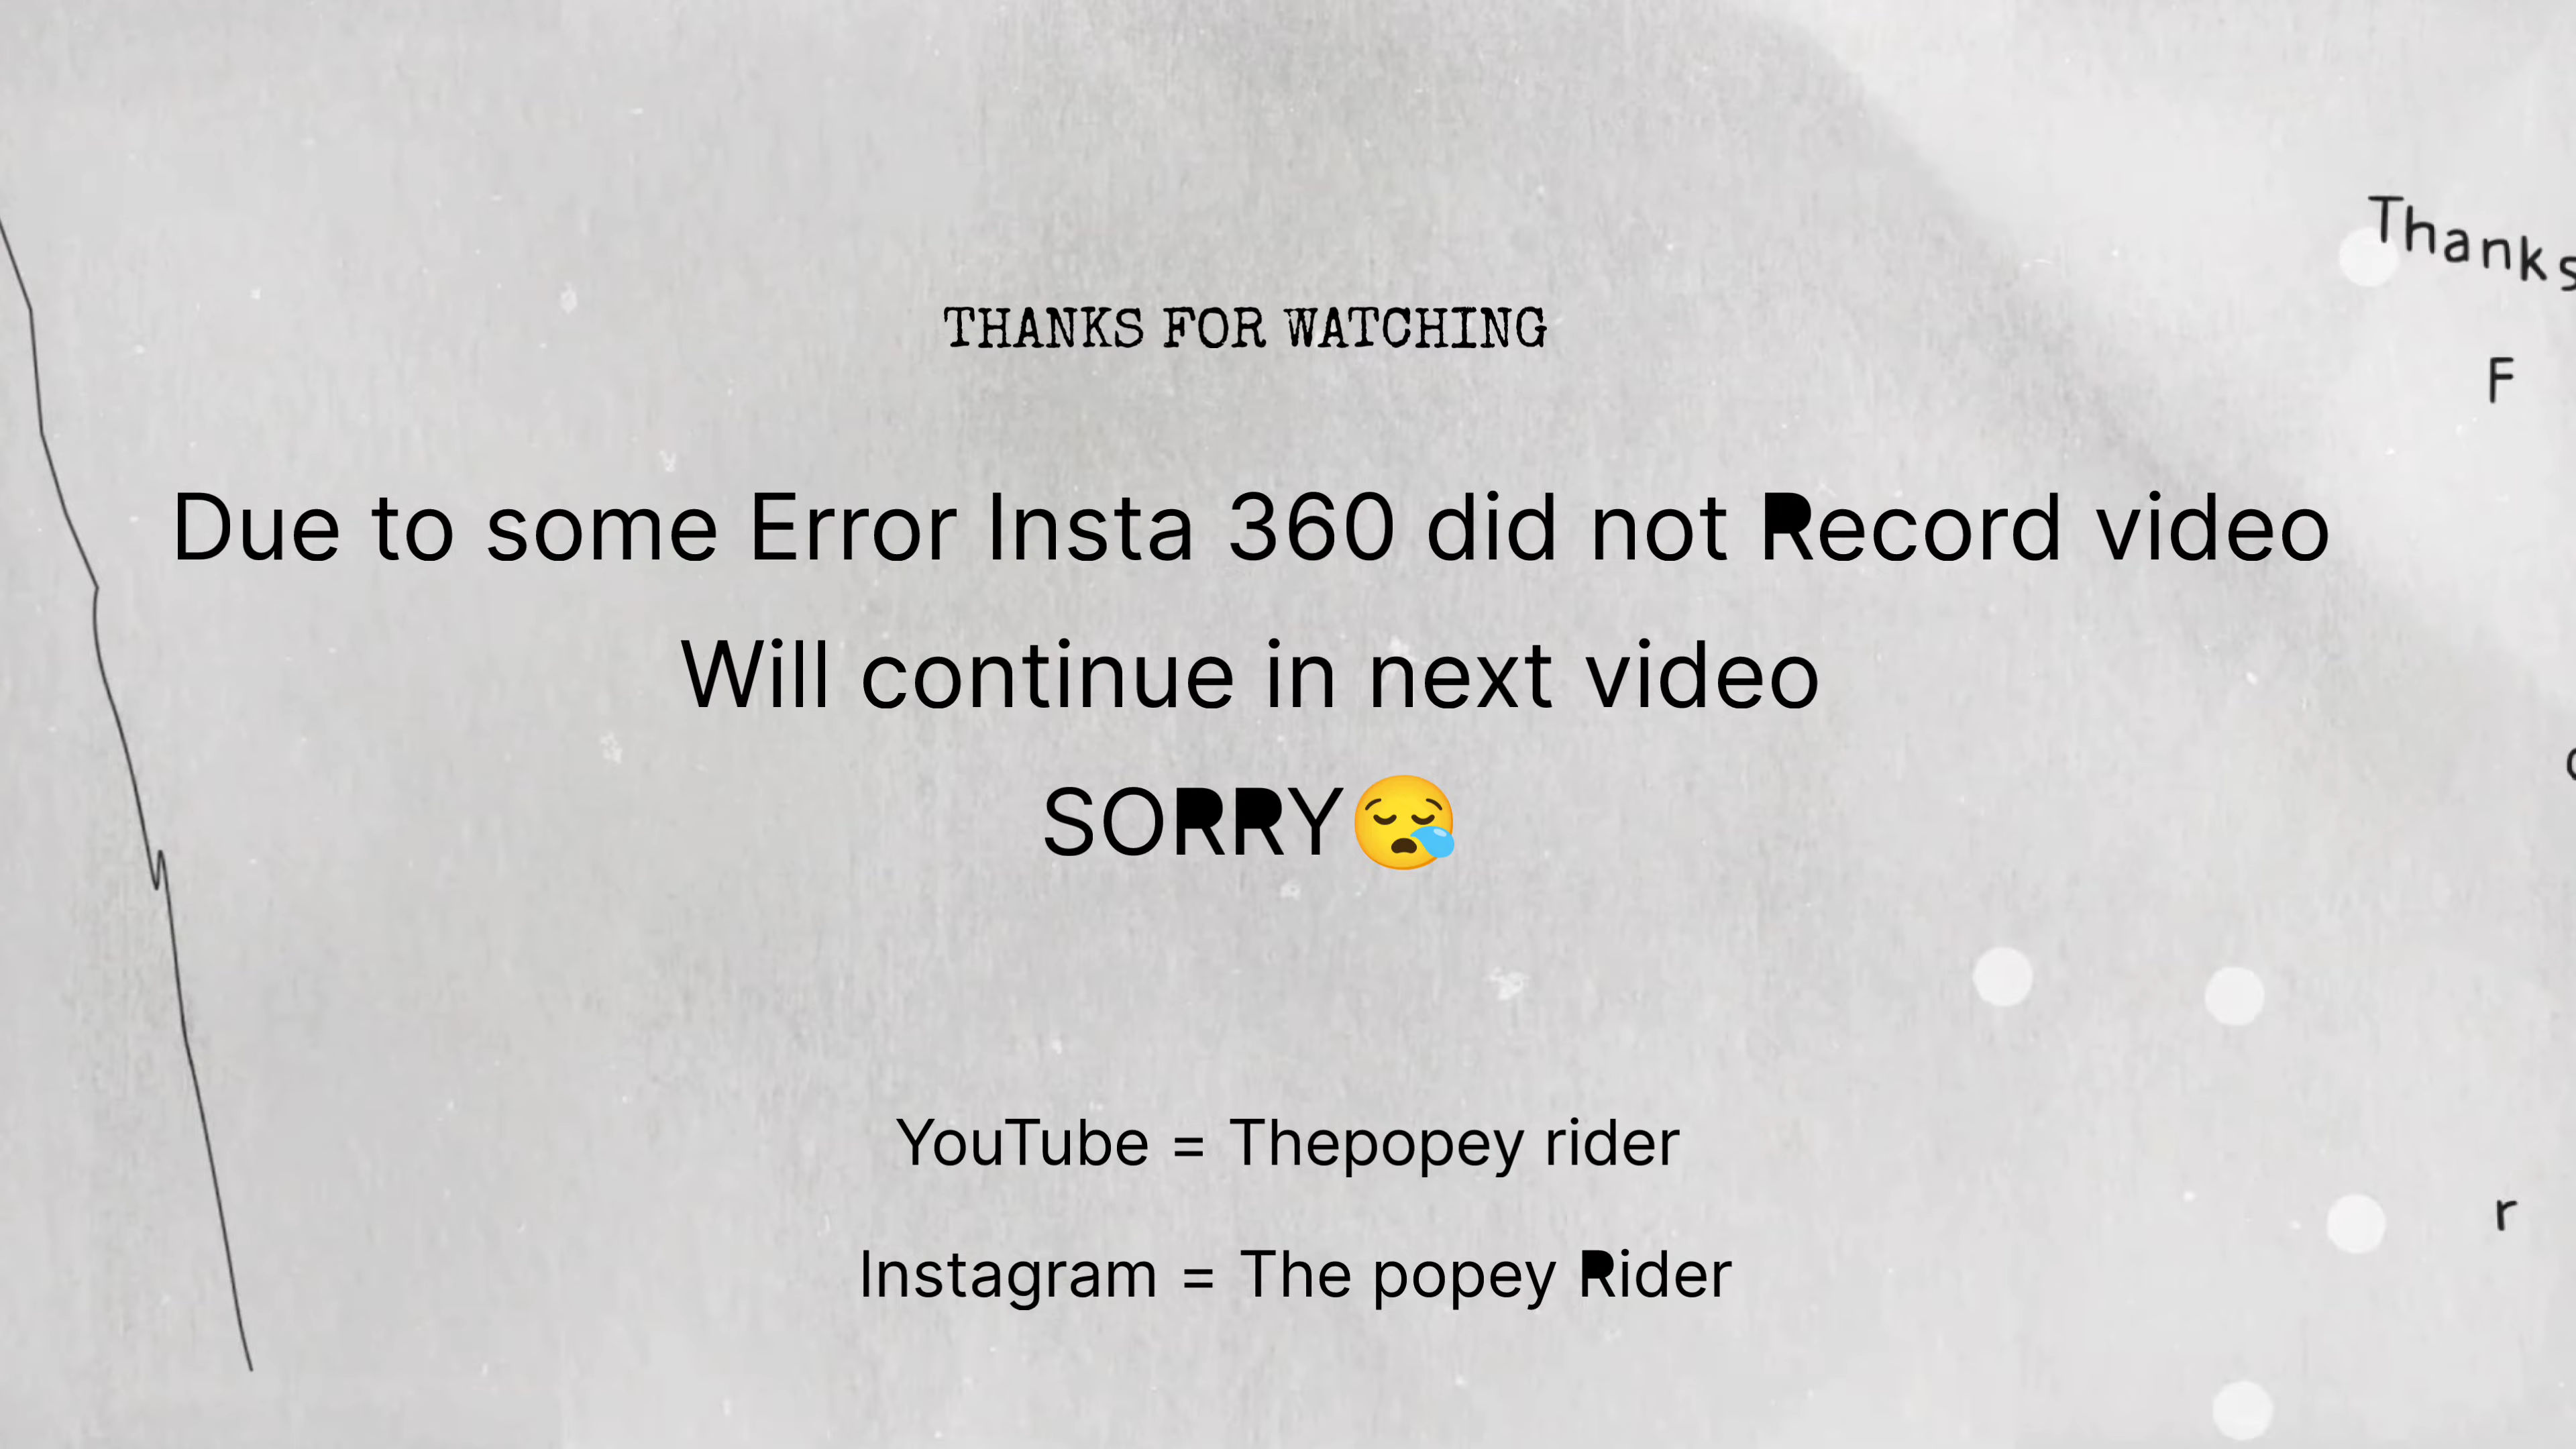 Thanks
F
THANKS FOR WATCHING
Due to some Error Insta 360 did not Record video
Will continue in next video
SORRY😪
r
YouTube = Thepopey rider
Instagram = The popey Rider